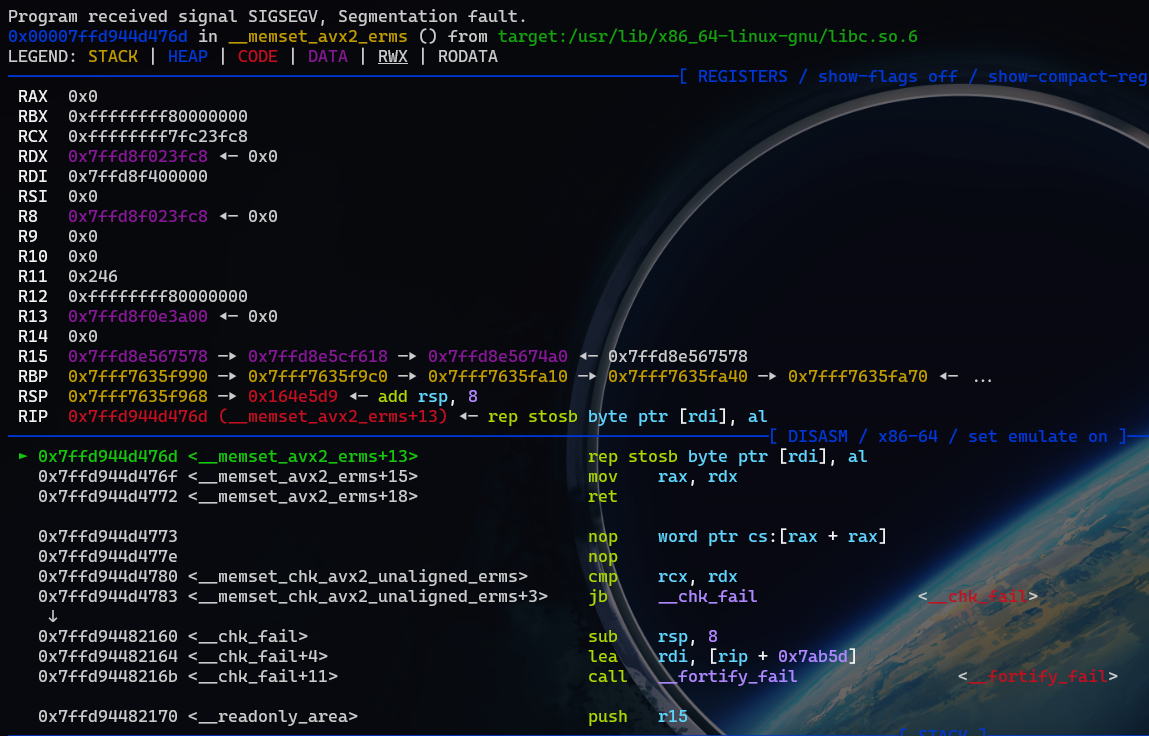 Program received signal SIGSEGV, Segmentation fault.
0x00007ffd944d476d in __memset_avx2_erms () from target:/usr/lib/x86_64-linux-gnu/libc.so.6
LEGEND: STACK | HEAP | CODE | DATA | RWX | RODATA
[ REGISTERS / show-flags off / show-compact-reg
RAX 0x0
RBX 0xffffffff80000000
RCX 0xffffffff7fc23fc8
RDX 0x7ffd8f023fc8 ◂— 0x0
RDI 0x7ffd8f400000
RSI 0x0
R8 0x7ffd8f023fc8 ◂— 0x0
R9 0x0
R10 0x0
R11 0x246
R12 0xffffffff80000000
R13 0x7ffd8f0e3a00 ◂— 0x0
R14 0x0
R15 0x7ffd8e567578 —▸ 0x7ffd8e5cf618 —▸ 0x7ffd8e5674a0 ◂— 0x7ffd8e567578
RBP 0x7fff7635f990 —▸ 0x7fff7635f9c0 —▸ 0x7fff7635fa10 —▸ 0x7fff7635fa40 —▸ 0x7fff7635fa70 ◂— ...
RSP 0x7fff7635f968 —▸ 0x164e5d9 ◂— add rsp, 8
RIP 0x7ffd944d476d (__memset_avx2_erms+13) ◂— rep stosb byte ptr [rdi], al
[ DISASM / x86-64 / set emulate on ]
► 0x7ffd944d476d <__memset_avx2_erms+13> rep stosb byte ptr [rdi], al
0x7ffd944d476f <__memset_avx2_erms+15> mov rax, rdx
0x7ffd944d4772 <__memset_avx2_erms+18> ret
0x7ffd944d4773 nop word ptr cs:[rax + rax]
0x7ffd944d477e nop
0x7ffd944d4780 <__memset_chk_avx2_unaligned_erms> cmp rcx, rdx
0x7ffd944d4783 <__memset_chk_avx2_unaligned_erms+3> jb __chk_fail <__chk_fail>
↓
0x7ffd94482160 <__chk_fail> sub rsp, 8
0x7ffd94482164 <__chk_fail+4> lea rdi, [rip + 0x7ab5d]
0x7ffd9448216b <__chk_fail+11> call __fortify_fail <__fortify_fail>
0x7ffd94482170 <__readonly_area> push r15
[ STACK ]